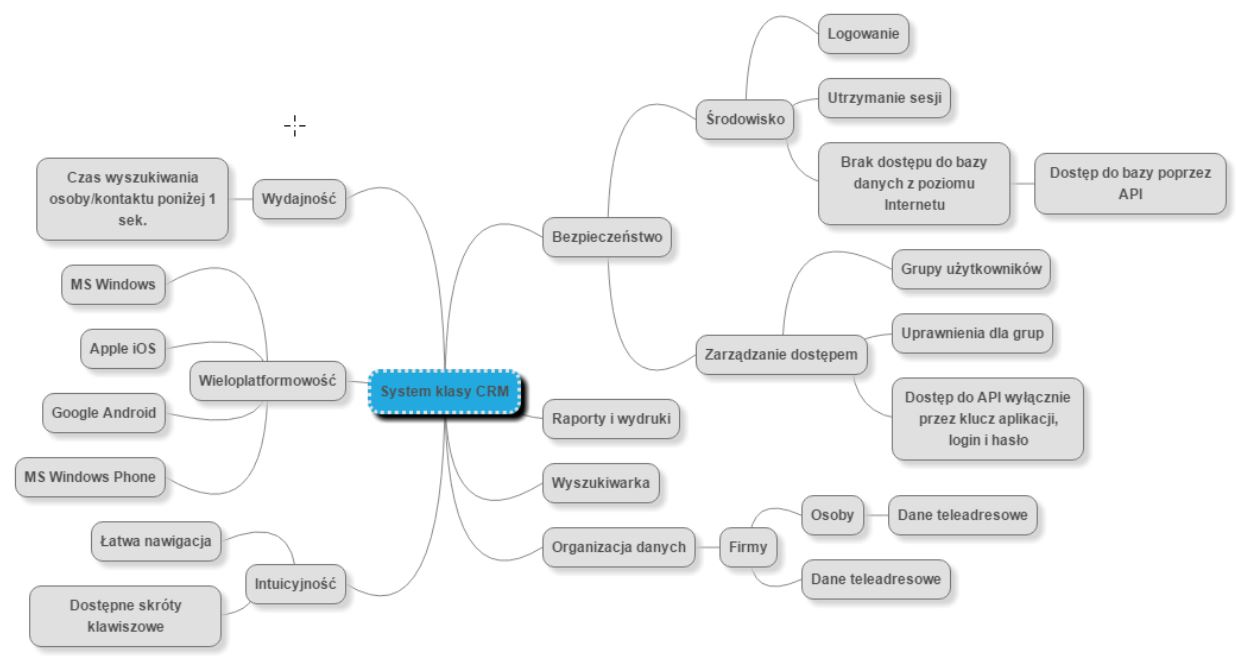 Logowanie
Utrzymanie sesji
Środowisko
Brak dostępu do bazy
danych z poziomu
Internetu
Dostęp do bazy poprzez
API
Czas wyszukiwania
osoby/kontaktu poniżej 1
sek.
Wydajność
Bezpieczeństwo
MS Windows
Apple iOS
Wieloplatformowość
Google Android
MS Windows Phone
System klasy CRM
Grupy użytkowników
Uprawnienia dla grup
Zarządzanie dostępem
Dostęp do API wyłącznie
przez klucz aplikacji,
login i hasło
Raporty i wydruki
Wyszukiwarka
Organizacja danych
Firmy
Osoby
Dane teleadresowe
Dane teleadresowe
Łatwa nawigacja
Intuicyjność
Dostępne skróty
klawiszowe